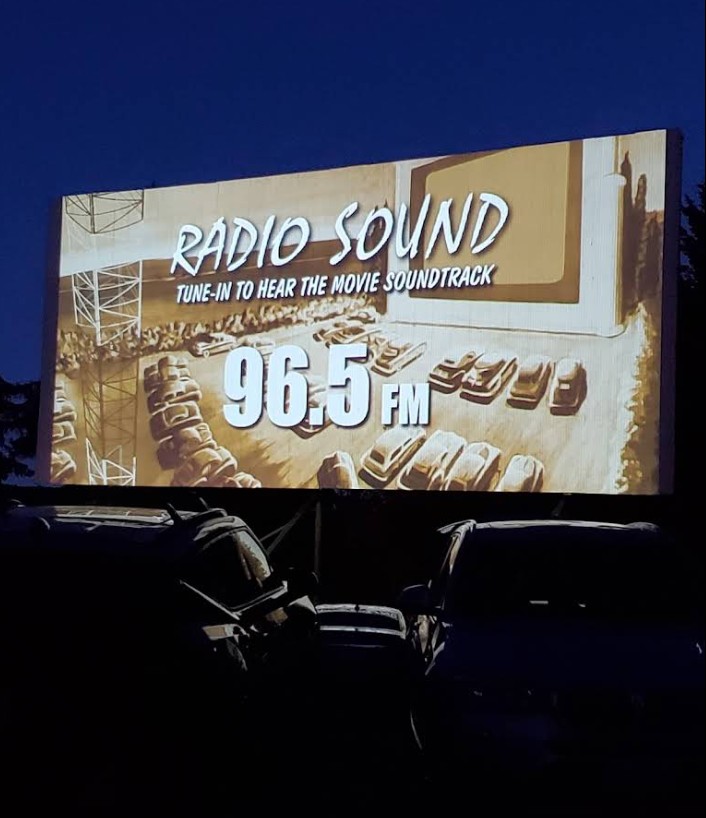 RADIO SOUND
TUNE-IN TO HEAR THE MOVIE SOUNDTRACK
96.5 FM